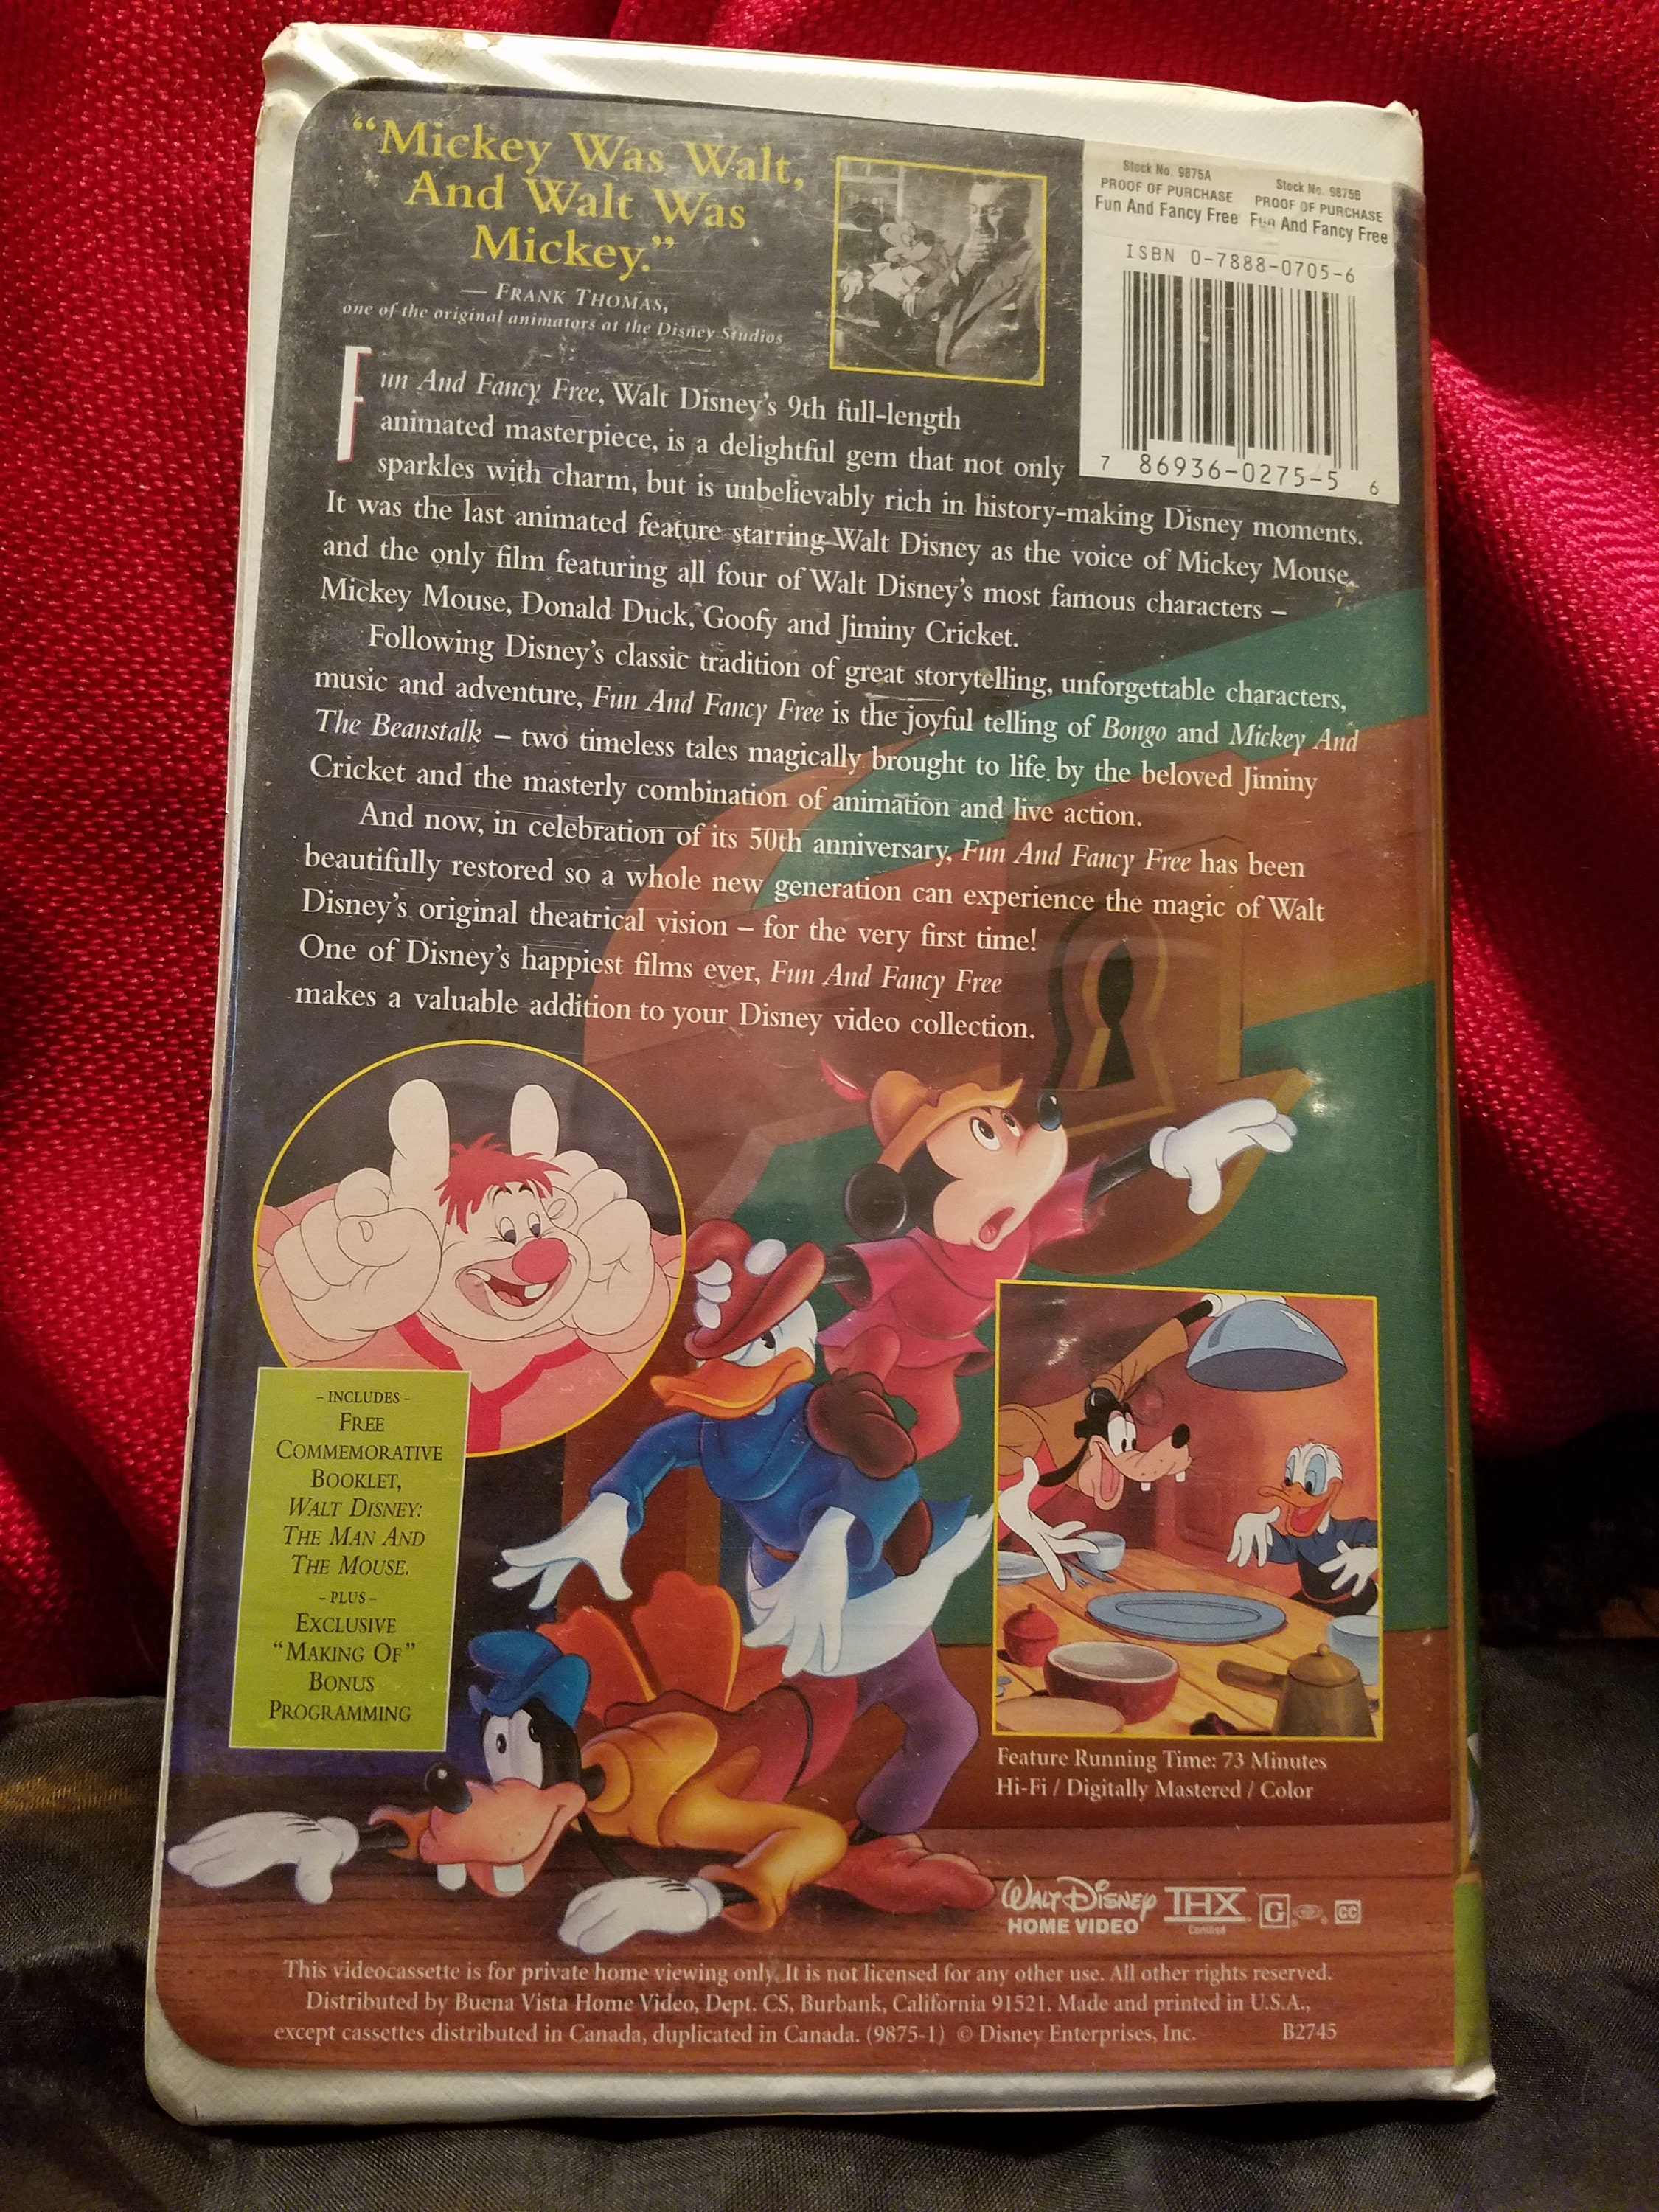 “Mickey Was Walt,
And Walt Was
Mickey.”
— Frank Thomas,
one of the original animators at the Disney Studios
Stock No. 9875A
PROOF OF PURCHASE
Fun And Fancy Free
Stock No. 9875B
PROOF OF PURCHASE
Fun And Fancy Free
ISBN 0-7888-0705-6
7 86936-0275-5 6
Fun And Fancy Free, Walt Disney’s 9th full-length
animated masterpiece, is a delightful gem that not only
sparkles with charm, but is unbelievably rich in history-making Disney moments.
It was the last animated feature starring Walt Disney as the voice of Mickey Mouse,
and the only film featuring all four of Walt Disney’s most famous characters –
Mickey Mouse, Donald Duck, Goofy and Jiminy Cricket.
Following Disney’s classic tradition of great storytelling, unforgettable characters,
music and adventure, Fun And Fancy Free is the joyful telling of Bongo and Mickey And
The Beanstalk – two timeless tales magically brought to life by the beloved Jiminy
Cricket and the masterly combination of animation and live action.
And now, in celebration of its 50th anniversary, Fun And Fancy Free has been
beautifully restored so a whole new generation can experience the magic of Walt
Disney’s original theatrical vision – for the very first time!
One of Disney’s happiest films ever, Fun And Fancy Free
makes a valuable addition to your Disney video collection.
- INCLUDES -
FREE
COMMEMORATIVE
BOOKLET,
WALT DISNEY:
THE MAN AND
THE MOUSE.
- PLUS -
EXCLUSIVE
“MAKING OF”
BONUS
PROGRAMMING
Feature Running Time: 73 Minutes
Hi-Fi / Digitally Mastered / Color
WALT DISNEY
HOME VIDEO
THX
Certified
G
CC
This videocassette is for private home viewing only. It is not licensed for any other use. All other rights reserved.
Distributed by Buena Vista Home Video, Dept. CS, Burbank, California 91521. Made and printed in U.S.A.,
except cassettes distributed in Canada, duplicated in Canada. (9875-1) © Disney Enterprises, Inc. B2745